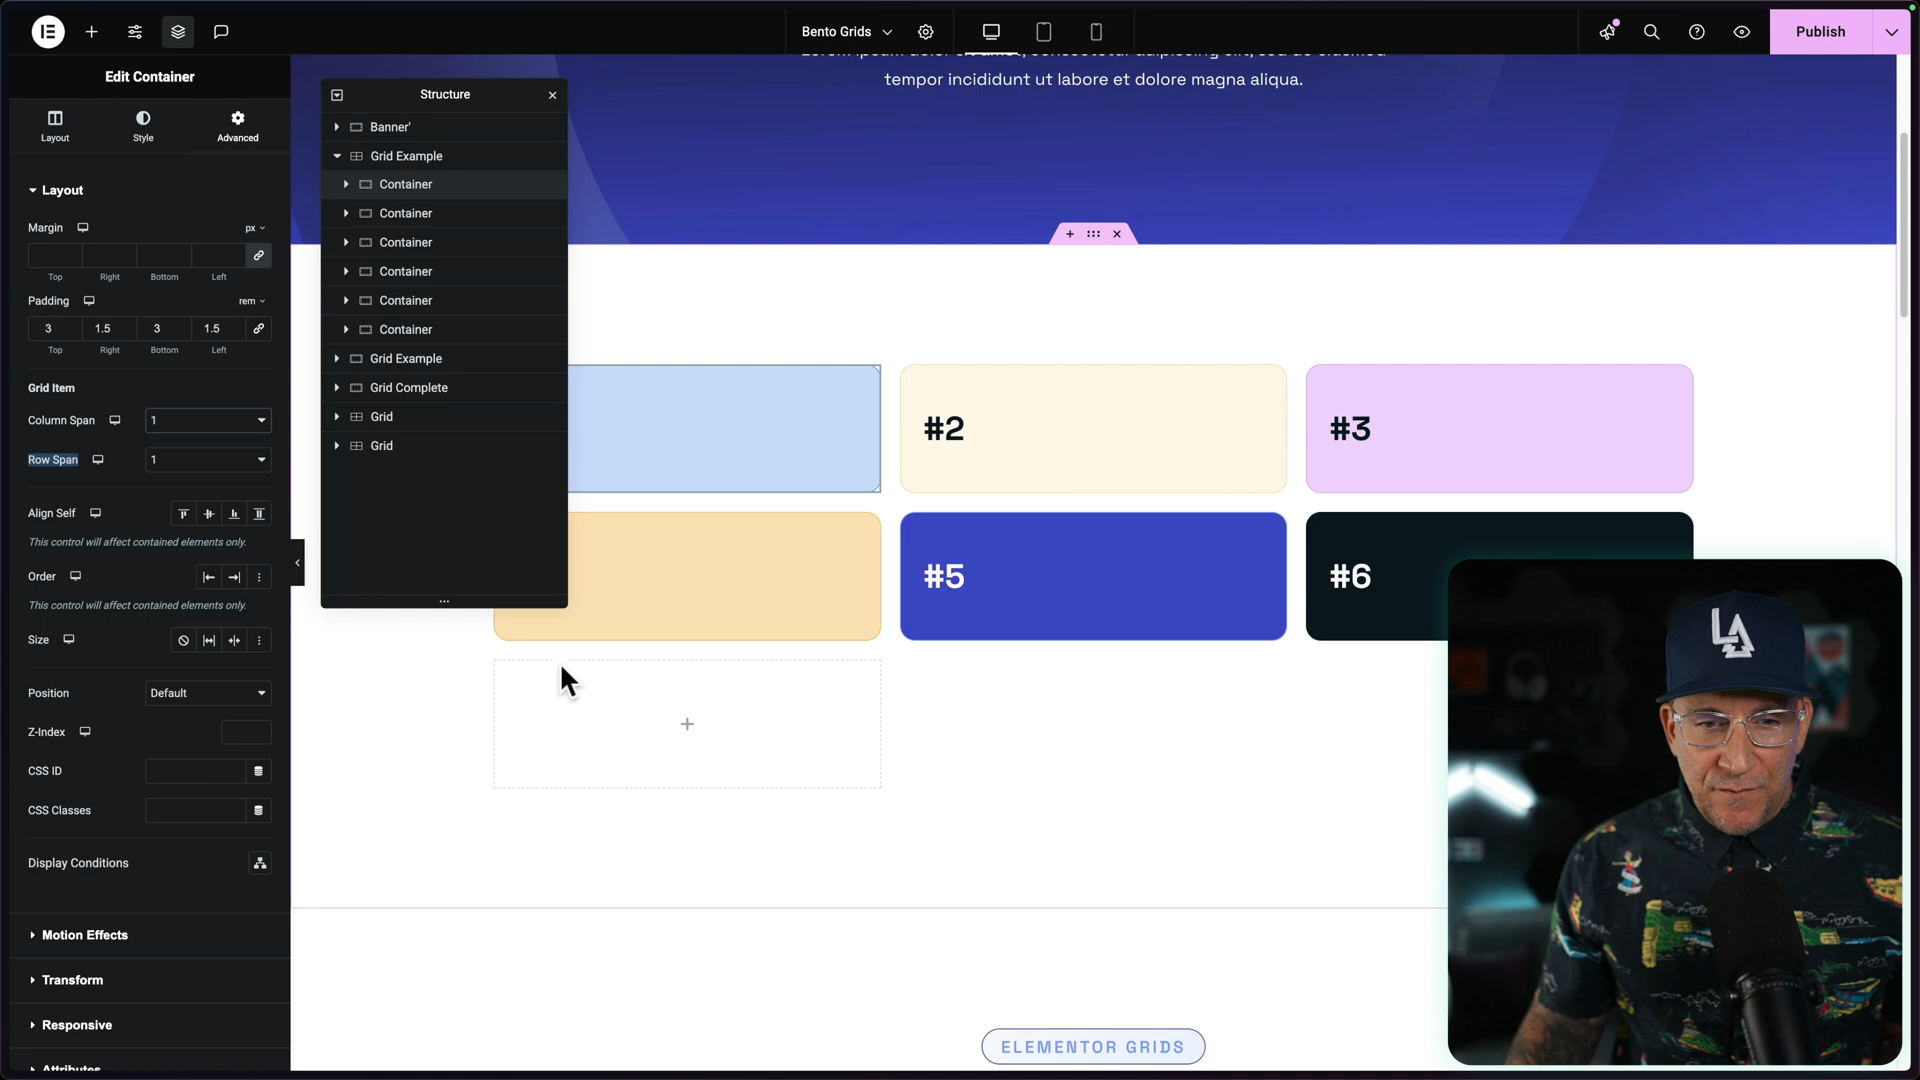 Bento Grids
Publish
Edit Container
Layout
Style
Advanced
Layout
Margin
px
Top
Right
Bottom
Left
Padding
rem
3
1.5
3
1.5
Top
Right
Bottom
Left
Grid Item
Column Span
1
Row Span
1
Align Self
This control will affect contained elements only.
Order
This control will affect contained elements only.
Size
Position
Default
Z-Index
CSS ID
CSS Classes
Display Conditions
Motion Effects
Transform
Responsive
Attributes
Structure
Banner'
Grid Example
Container
Container
Container
Container
Container
Container
Grid Example
Grid Complete
Grid
Grid
tempor incididunt ut labore et dolore magna aliqua.
#2
#3
#5
#6
ELEMENTOR GRIDS
LA